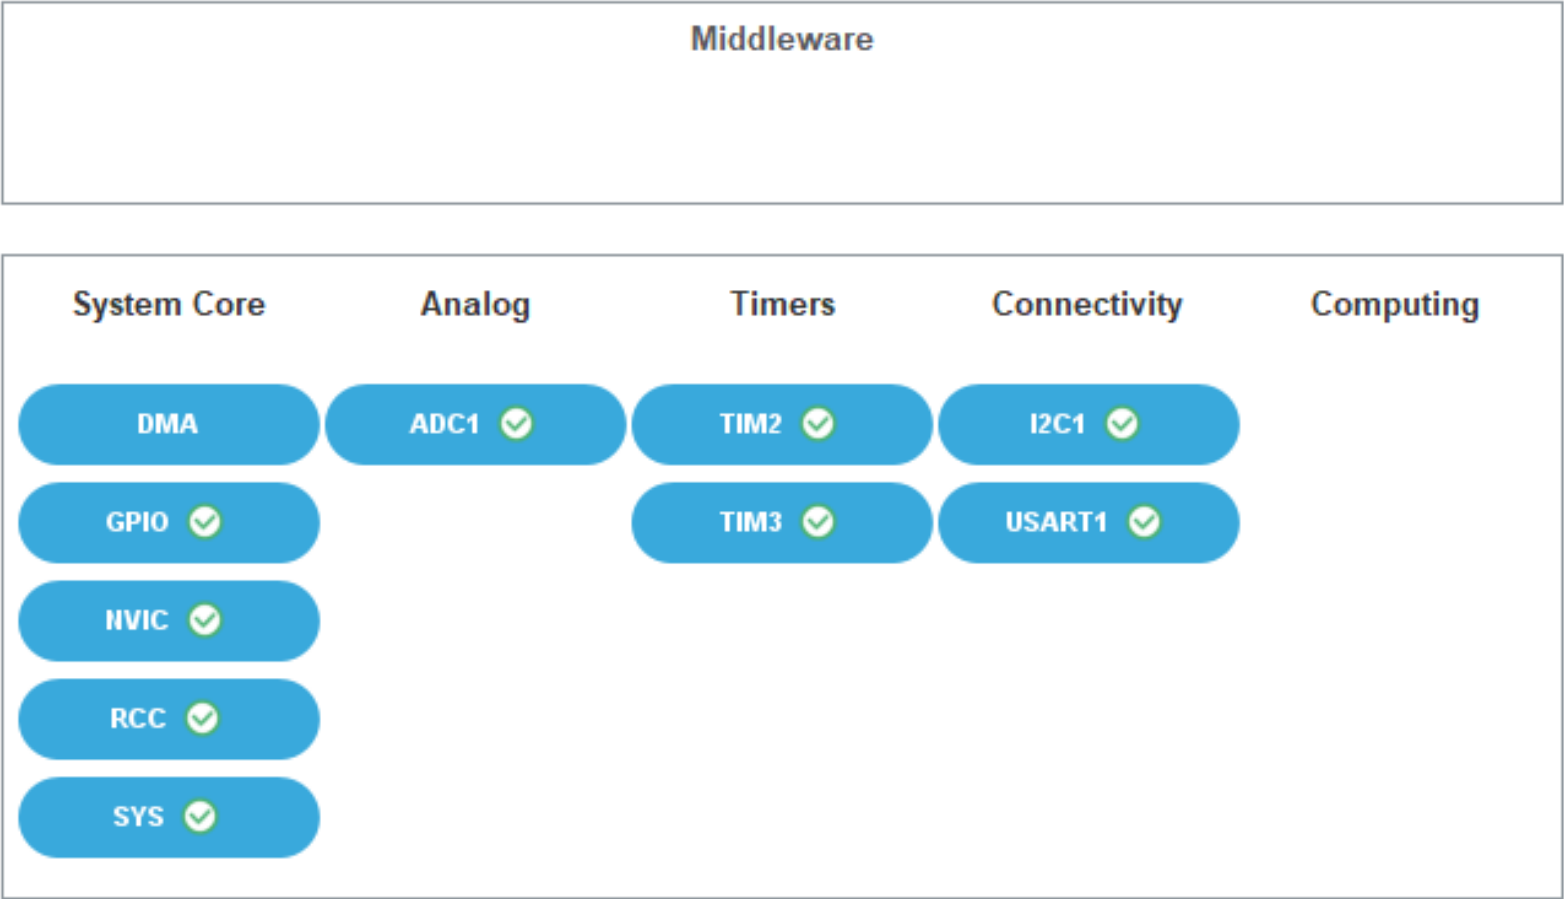 Middleware
System Core Analog Timers Connectivity Computing
DMA ADC1 TIM2 I2C1
GPIO TIM3 USART1
NVIC
RCC
SYS